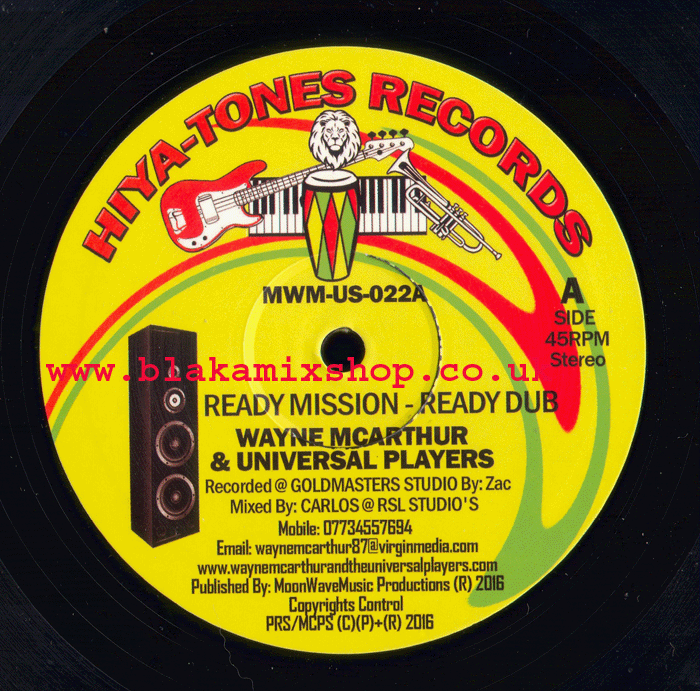 HIYA-TONES RECORDS
MWM-US-022A
A
SIDE
45RPM
Stereo
www.blakamixshop.co.uk
READY MISSION - READY DUB
WAYNE MCARTHUR
& UNIVERSAL PLAYERS
Recorded @ GOLDMASTERS STUDIO By: Zac
Mixed By: CARLOS @ RSL STUDIO'S
Mobile: 07734557694
Email: waynemcarthur87@virginmedia.com
www.waynemcarthurandtheuniversalplayers.com
Published By: MoonWaveMusic Productions (R) 2016
Copyrights Control
PRS/MCPS (C)(P)+(R) 2016